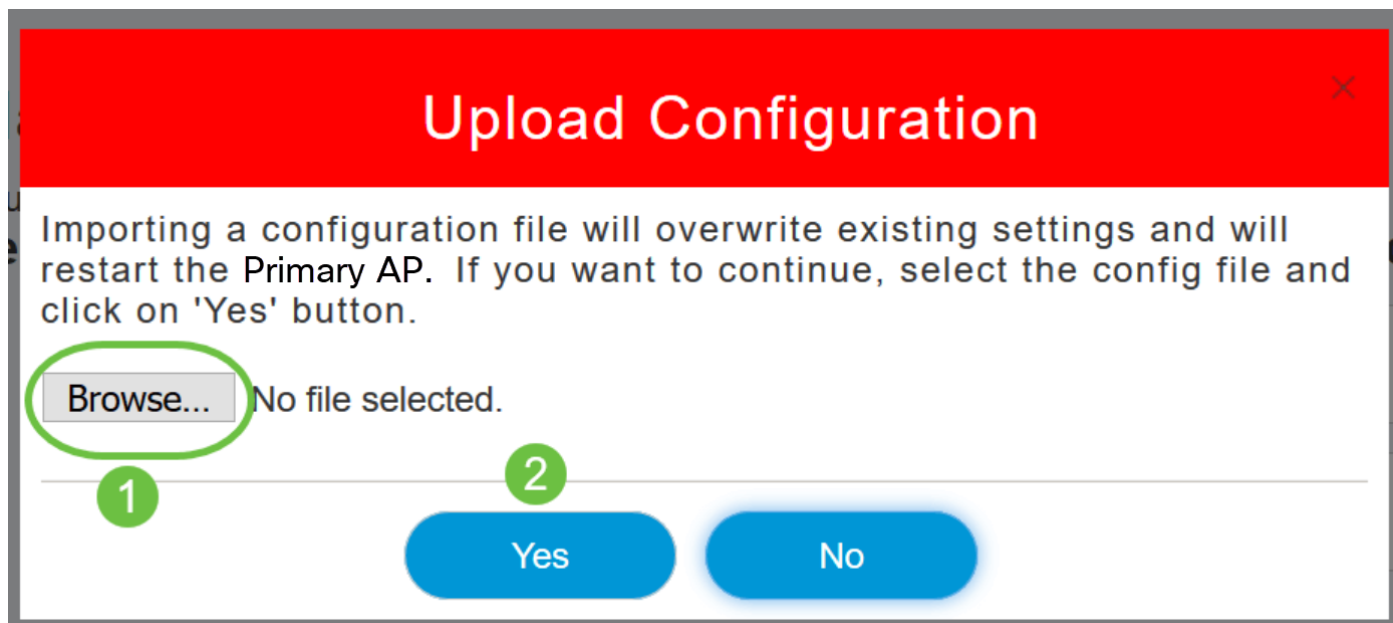 Upload Configuration
×
Importing a configuration file will overwrite existing settings and will
restart the Primary AP. If you want to continue, select the config file and
click on 'Yes' button.
Browse... No file selected.
1
2
Yes No